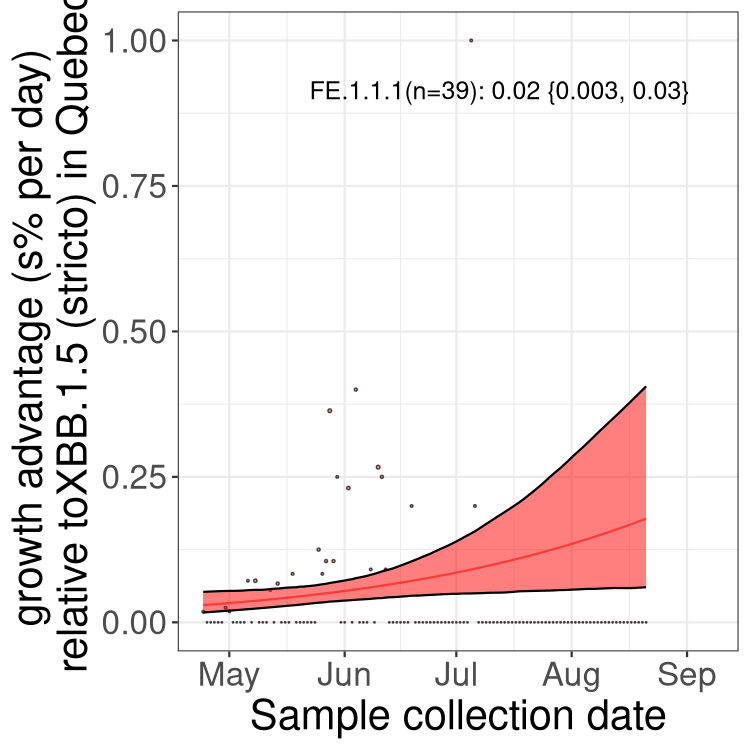 growth advantage (s% per day)
relative toXBB.1.5 (stricto) in Quebec
1.00
0.75
0.50
0.25
0.00
FE.1.1.1(n=39): 0.02 {0.003, 0.03}
May Jun Jul Aug Sep
Sample collection date